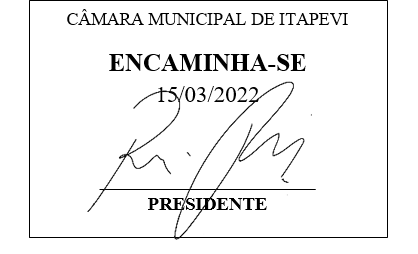 CÂMARA MUNICIPAL DE ITAPEVI
ENCAMINHA-SE
15/03/2022
PRESIDENTE